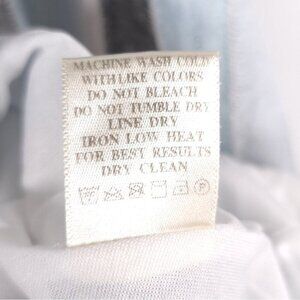 MACHINE WASH COLD
WITH LIKE COLORS
DO NOT BLEACH
DO NOT TUMBLE DRY
LINE DRY
IRON LOW HEAT
FOR BEST RESULTS
DRY CLEAN